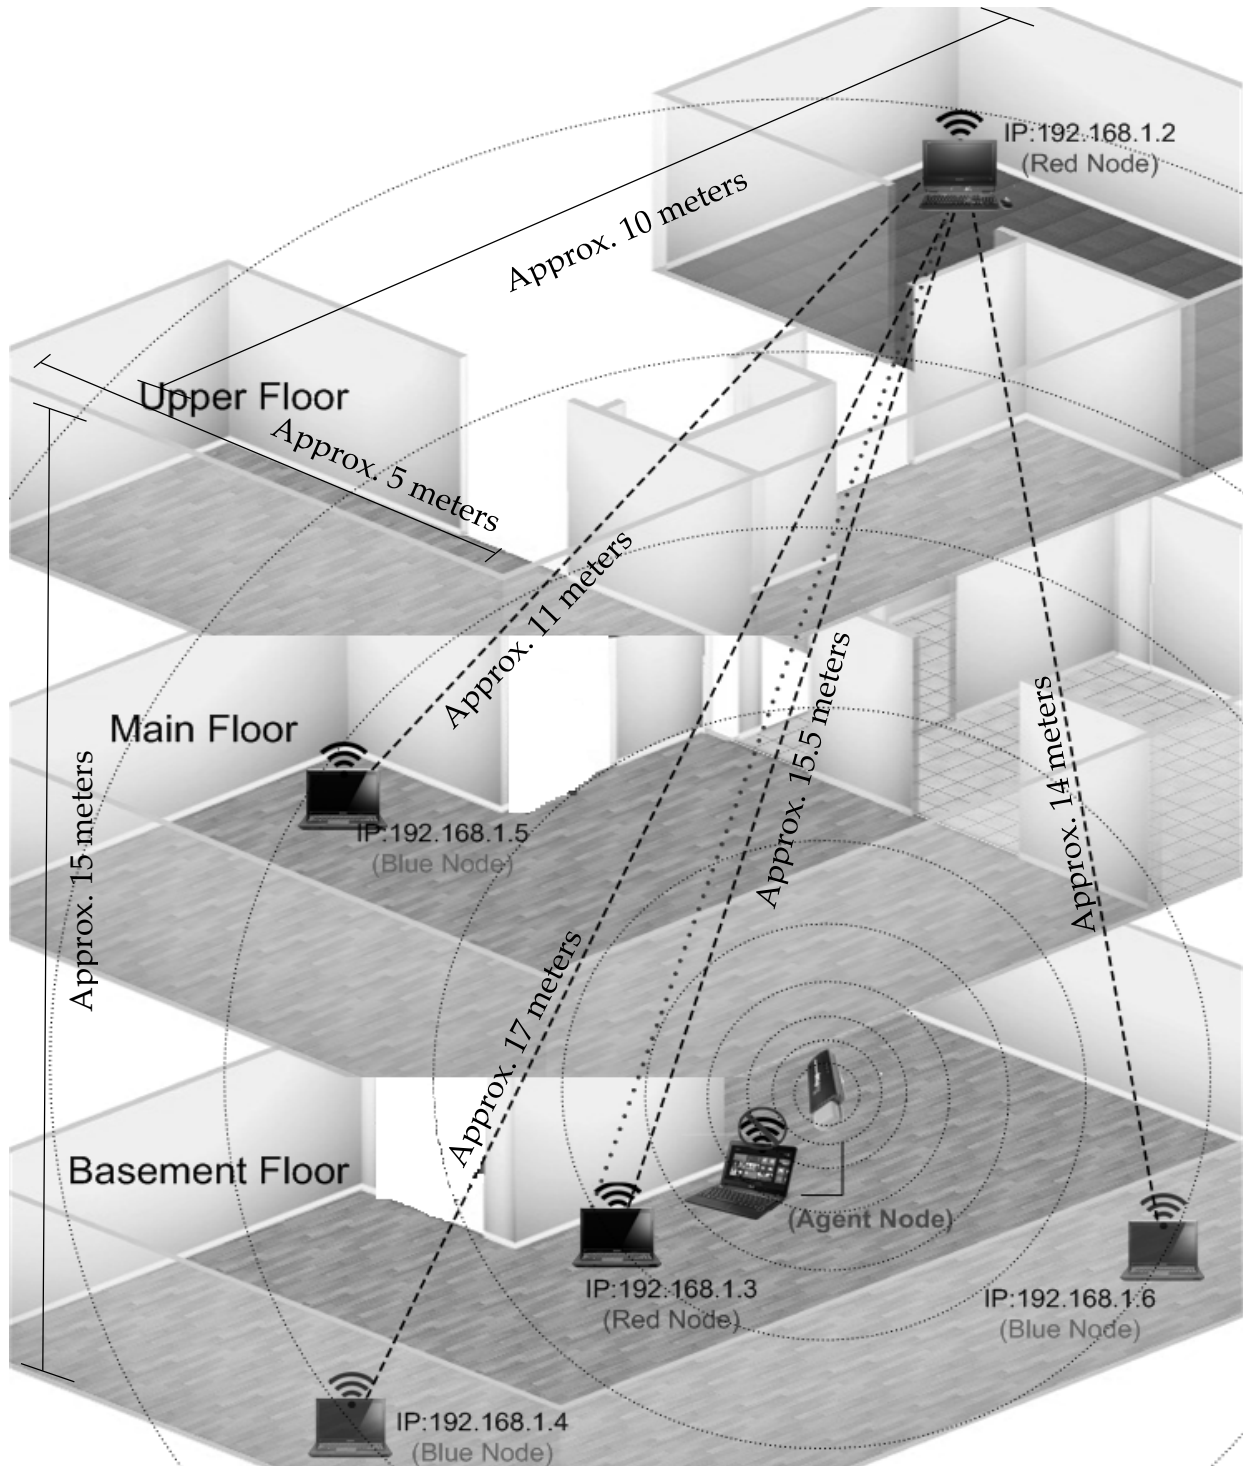 IP:192.168.1.2
(Red Node)
Approx. 10 meters
Upper Floor
Approx. 5 meters
Approx. 11 meters
Main Floor
Approx. 15.5 meters
Approx. 14 meters
Approx. 15 meters
IP:192.168.1.5
(Blue Node)
Approx. 17 meters
Basement Floor
(Agent Node)
IP:192.168.1.3
(Red Node)
IP:192.168.1.6
(Blue Node)
IP:192.168.1.4
(Blue Node)